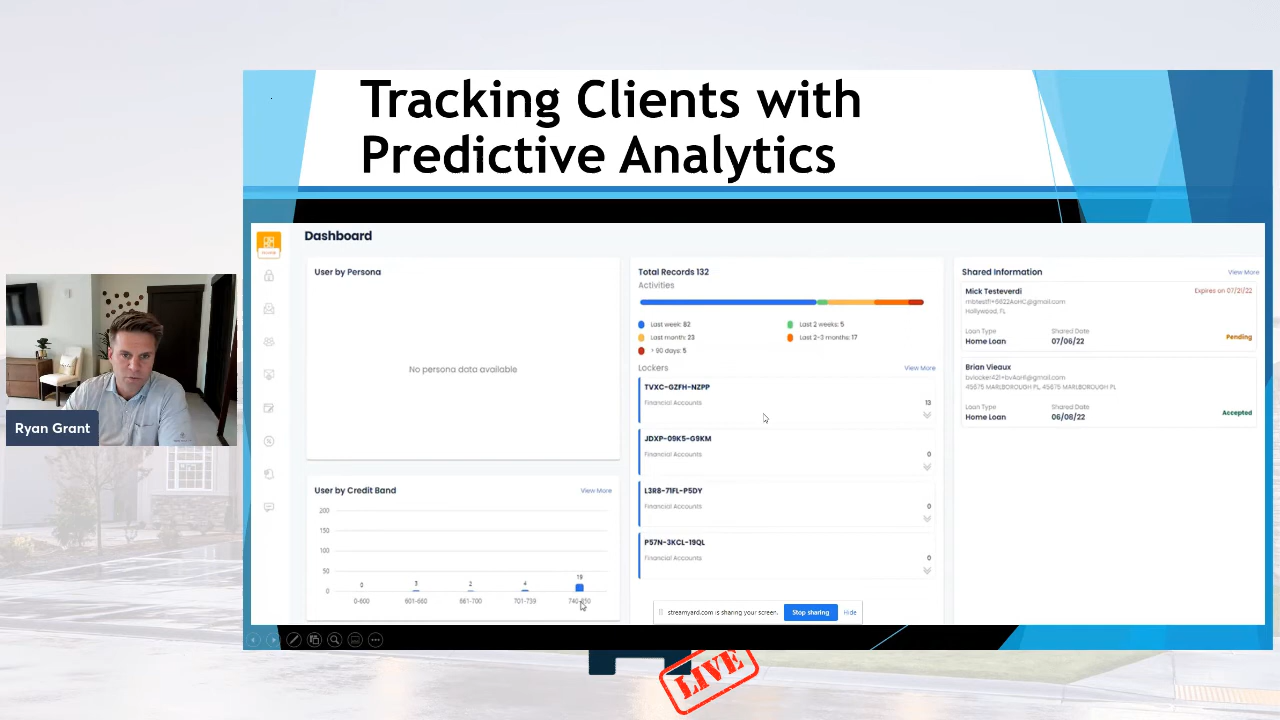 Tracking Clients with
Predictive Analytics
Dashboard
User by Persona
No persona data available
User by Credit Band
View More
200
150
100
50
0
0
3
2
4
19
0-600
601-660
661-700
701-739
Total Records 132
Activities
Last week: 82
Last 2 weeks: 5
Last month: 23
Last 2-3 months: 17
> 90 days: 5
Lockers
View More
TVXC-GZFH-NZPP
Financial Accounts
13
JDXP-09K5-G9KM
Financial Accounts
0
L3R8-71FL-P5DY
Financial Accounts
0
P57N-3KCL-19QL
Financial Accounts
0
Shared Information
View More
Mick Testeverdi
Expires on 07/21/22
Hollywood, FL
Loan Type
Shared Date
Home Loan
07/06/22
Pending
Brian Vieaux
45675 MARLBOROUGH PL, 45675 MARLBOROUGH PL
Loan Type
Shared Date
Home Loan
06/08/22
Accepted
streamyard.com is sharing your screen.
Stop sharing
Hide
Ryan Grant
LIVE